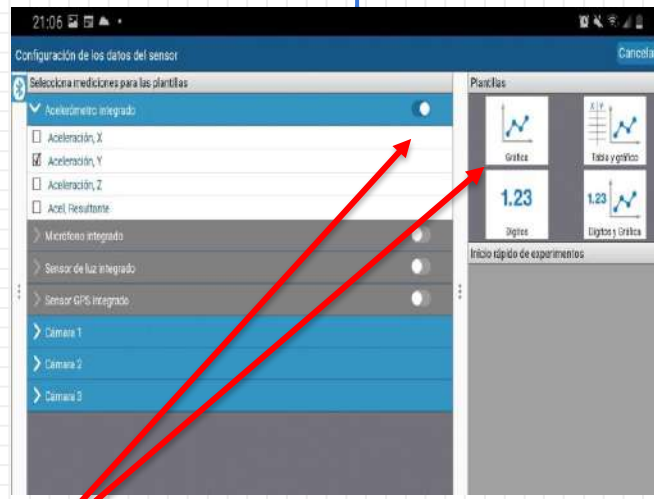 21:06
Configuración de los datos del sensor
Cancela
Selecciona mediciones para las plantillas
Acelerómetro integrado
Aceleración, X
Aceleración, Y
Aceleración, Z
Acel, Resultante
Micrófono integrado
Sensor de luz integrado
Sensor GPS integrado
Cámara 1
Cámara 2
Cámara 3
Plantillas
Gráfica
X | Y
Tabla y gráfico
1.23
Dígitos
1.23
Dígitos y Gráfica
Inicio rápido de experimentos